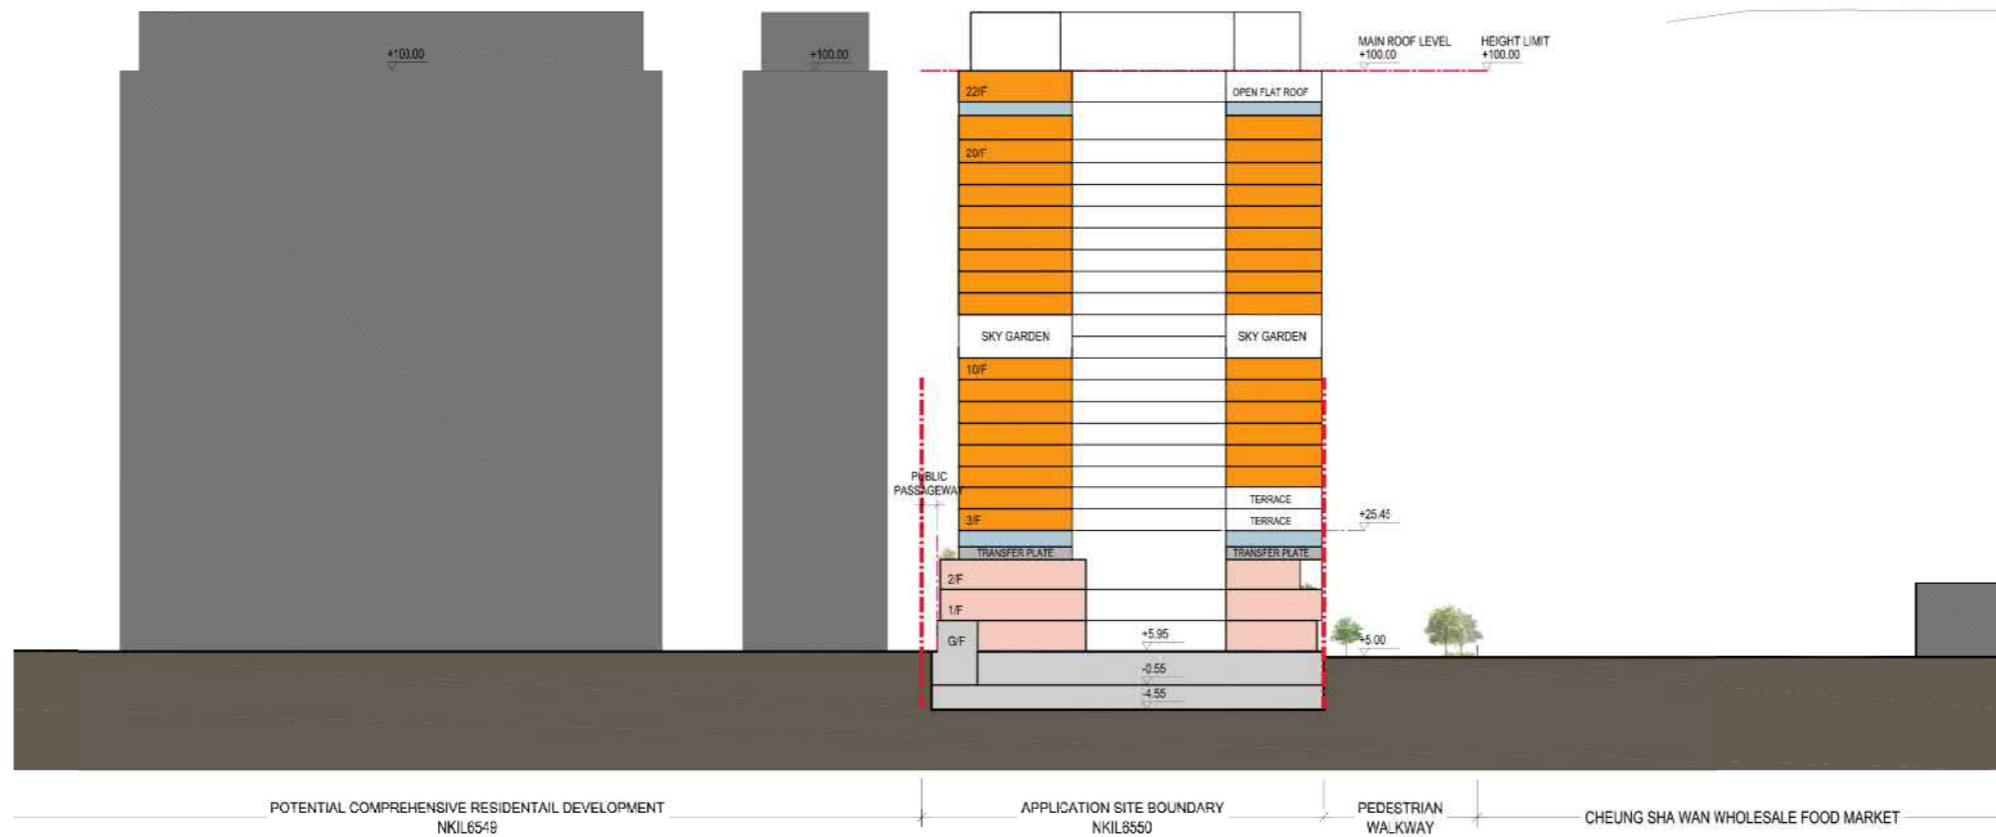 +100.00
+100.00
MAIN ROOF LEVEL
+100.00
HEIGHT LIMIT
+100.00
22/F
OPEN FLAT ROOF
20/F
SKY GARDEN
SKY GARDEN
10/F
PUBLIC
PASSAGEWAY
TERRACE
3/F
TERRACE
+25.45
TRANSFER PLATE
TRANSFER PLATE
2/F
1/F
G/F
+5.95
+5.00
-0.55
-4.55
POTENTIAL COMPREHENSIVE RESIDENTAIL DEVELOPMENT
NKIL6549
APPLICATION SITE BOUNDARY
NKIL6550
PEDESTRIAN
WALKWAY
CHEUNG SHA WAN WHOLESALE FOOD MARKET